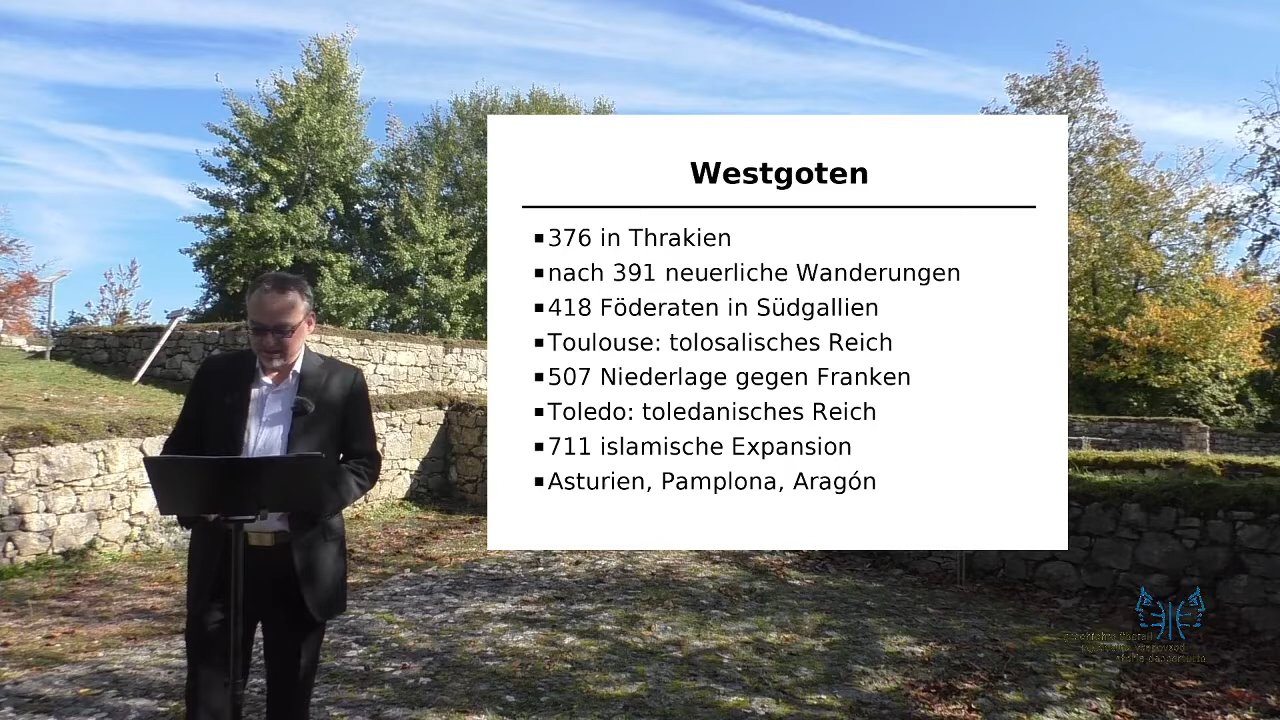 Westgoten
▪376 in Thrakien
▪nach 391 neuerliche Wanderungen
▪418 Föderaten in Südgallien
▪Toulouse: tolosalisches Reich
▪507 Niederlage gegen Franken
▪Toledo: toledanisches Reich
▪711 islamische Expansion
▪Asturien, Pamplona, Aragón